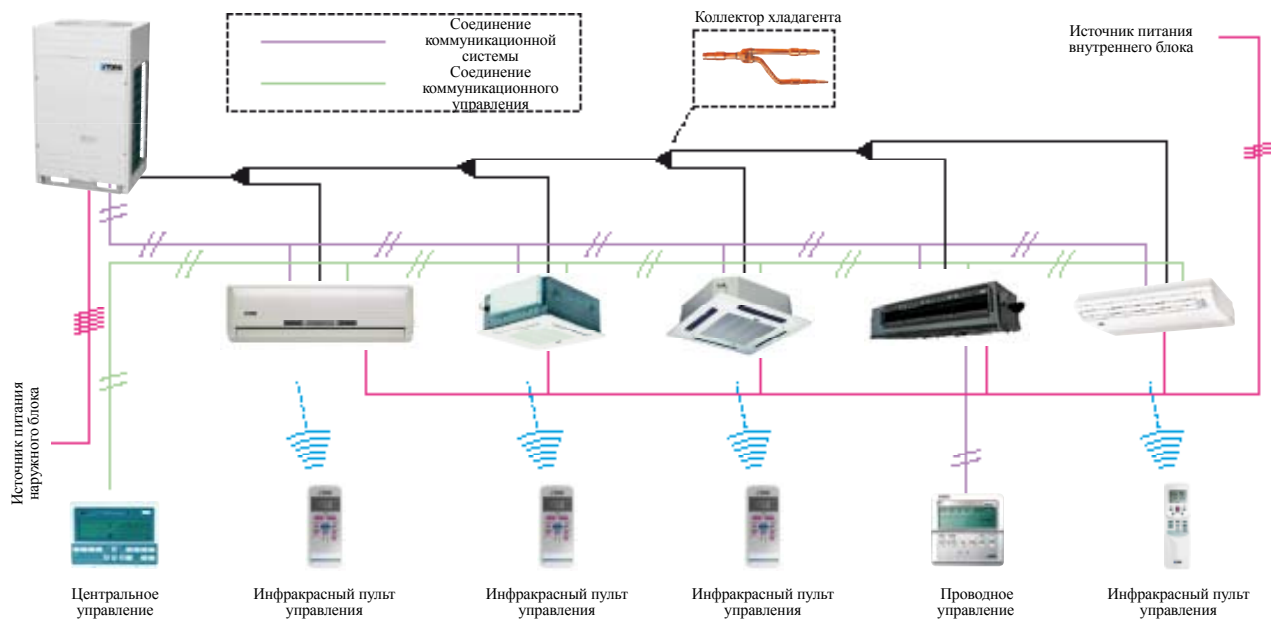 Коллектор хладагента
Соединение
коммуникационной
системы
Соединение
коммуникационного
управления
Источник питания
внутреннего блока
Источник питания
наружного блока
Центральное
управление
Инфракрасный пульт
управления
Инфракрасный пульт
управления
Инфракрасный пульт
управления
Проводное
управление
Инфракрасный пульт
управления